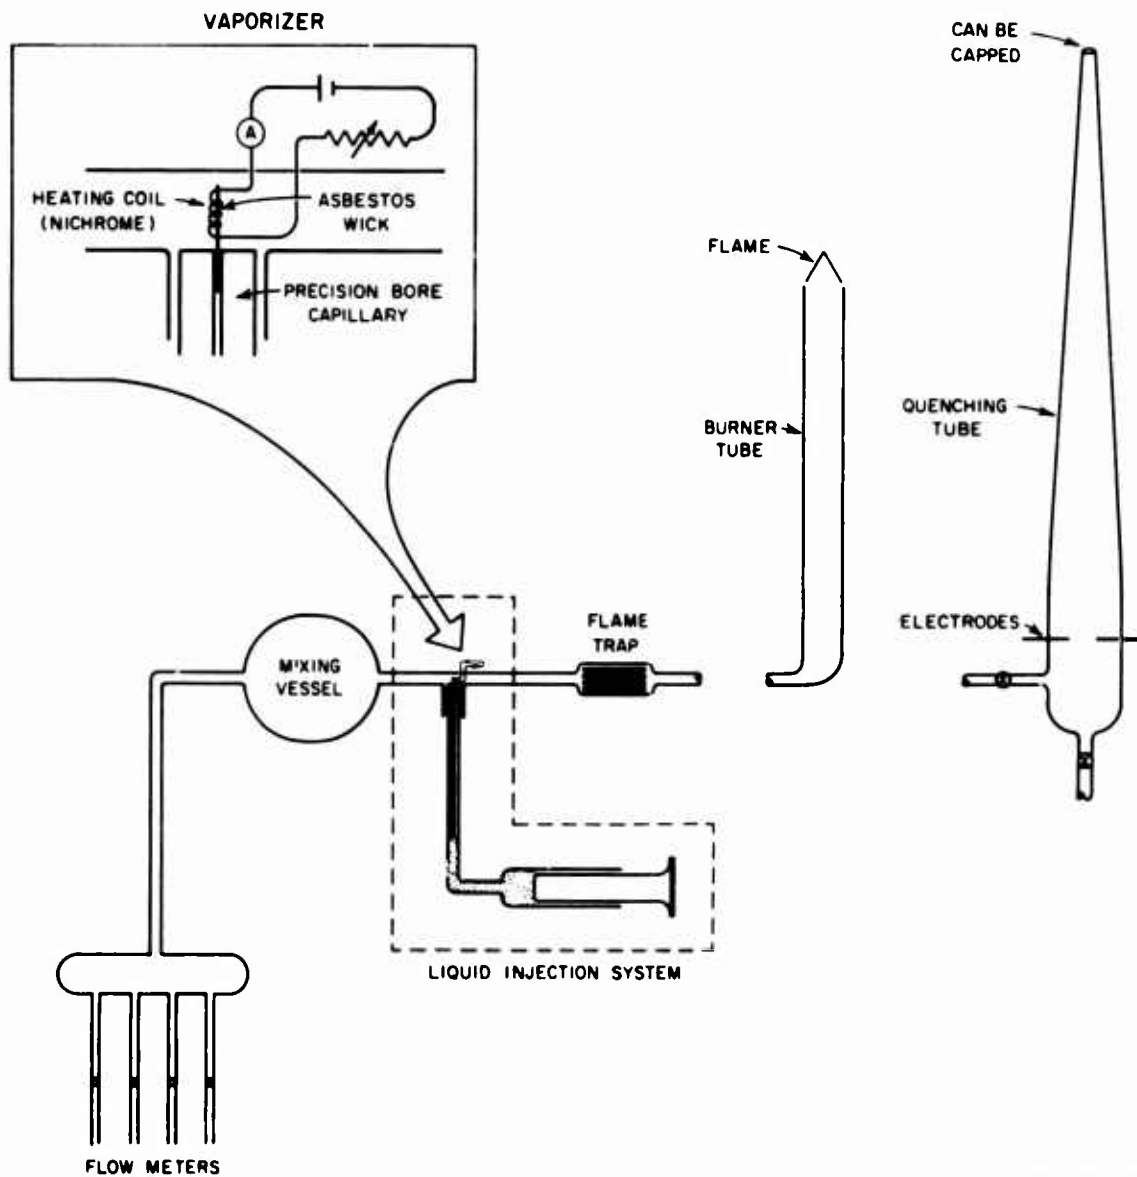 VAPORIZER
CAN BE
CAPPED
A
HEATING COIL
(NICHROME)
ASBESTOS
WICK
PRECISION BORE
CAPILLARY
FLAME
BURNER
TUBE
QUENCHING
TUBE
ELECTRODES
FLAME
TRAP
MIXING
VESSEL
LIQUID INJECTION SYSTEM
FLOW METERS